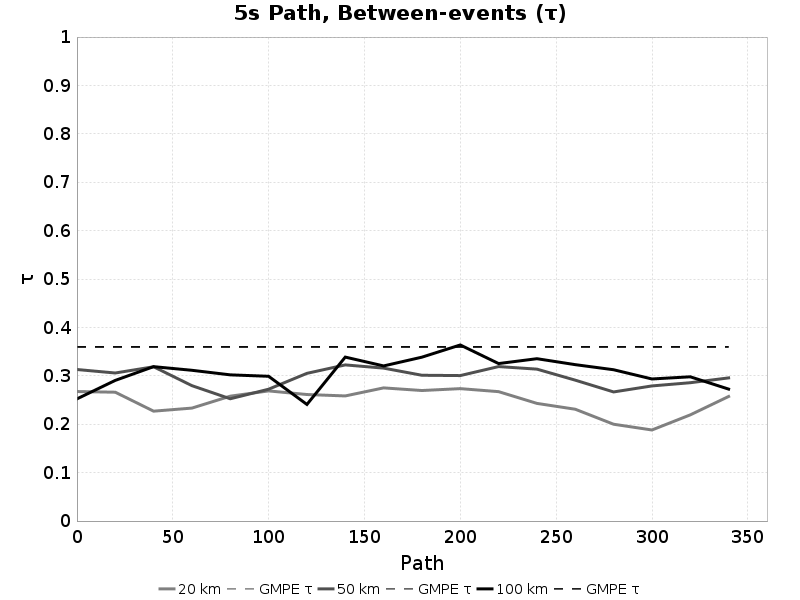 5s Path, Between-events (τ)
1
0.9
0.8
0.7
0.6
τ
0.5
0.4
0.3
0.2
0.1
0
0 50 100 150 200 250 300 350
Path
20 km GMPE τ 50 km GMPE τ 100 km GMPE τ